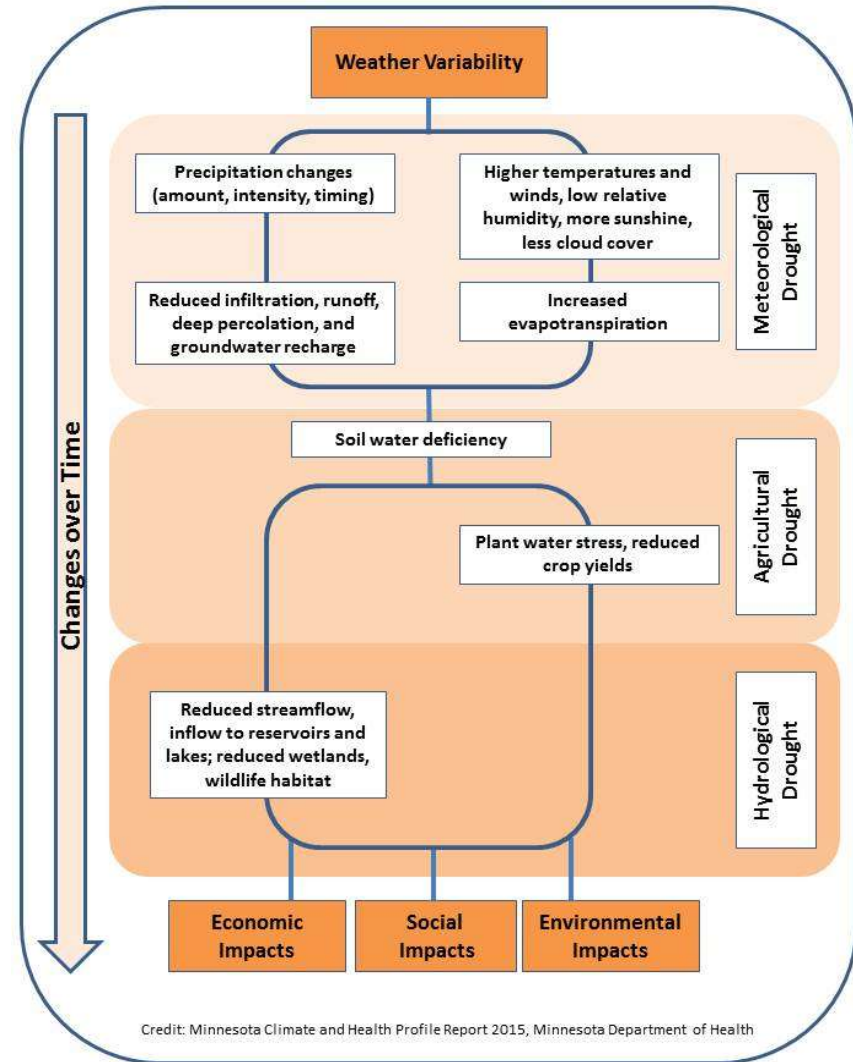 Weather Variability
Precipitation changes
(amount, intensity, timing)
Higher temperatures and
winds, low relative
humidity, more sunshine,
less cloud cover
Meteorological
Drought
Reduced infiltration, runoff,
deep percolation, and
groundwater recharge
Increased
evapotranspiration
Changes over Time
Soil water deficiency
Plant water stress, reduced
crop yields
Agricultural
Drought
Reduced streamflow,
inflow to reservoirs and
lakes; reduced wetlands,
wildlife habitat
Hydrological
Drought
Economic
Impacts
Social
Impacts
Environmental
Impacts
Credit: Minnesota Climate and Health Profile Report 2015, Minnesota Department of Health